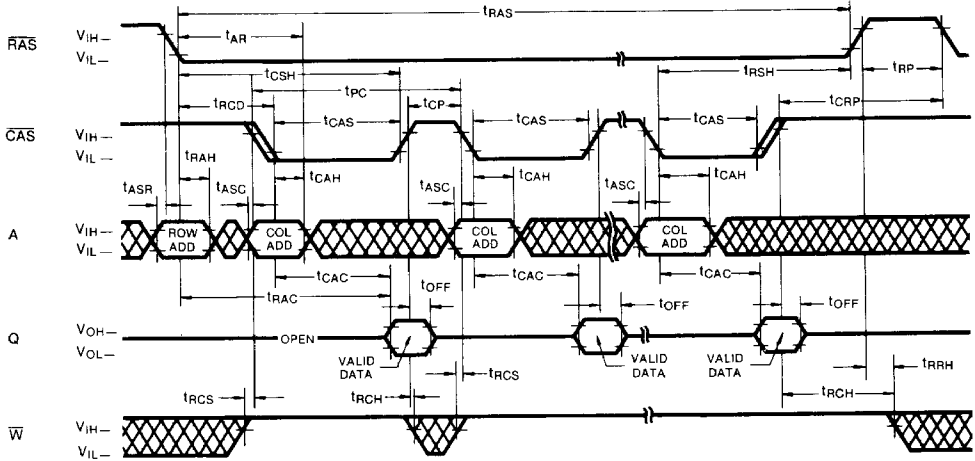 tRAS
RAS
VIH
VIL
tAR
tCSH
tRSH
tRP
tPC
tRCD
tCP
tCRP
CAS
VIH
VIL
tCAS
tCAS
tCAS
tRAH
tCAH
tCAH
tCAH
tASR
tASC
tASC
tASC
A
VIH
VIL
ROW ADD
COL ADD
COL ADD
COL ADD
tCAC
tCAC
tCAC
tRAC
tOFF
tOFF
tOFF
Q
VOH
VOL
OPEN
VALID DATA
VALID DATA
VALID DATA
tRCS
tRCS
tRCH
tRRH
tRCH
W
VIH
VIL